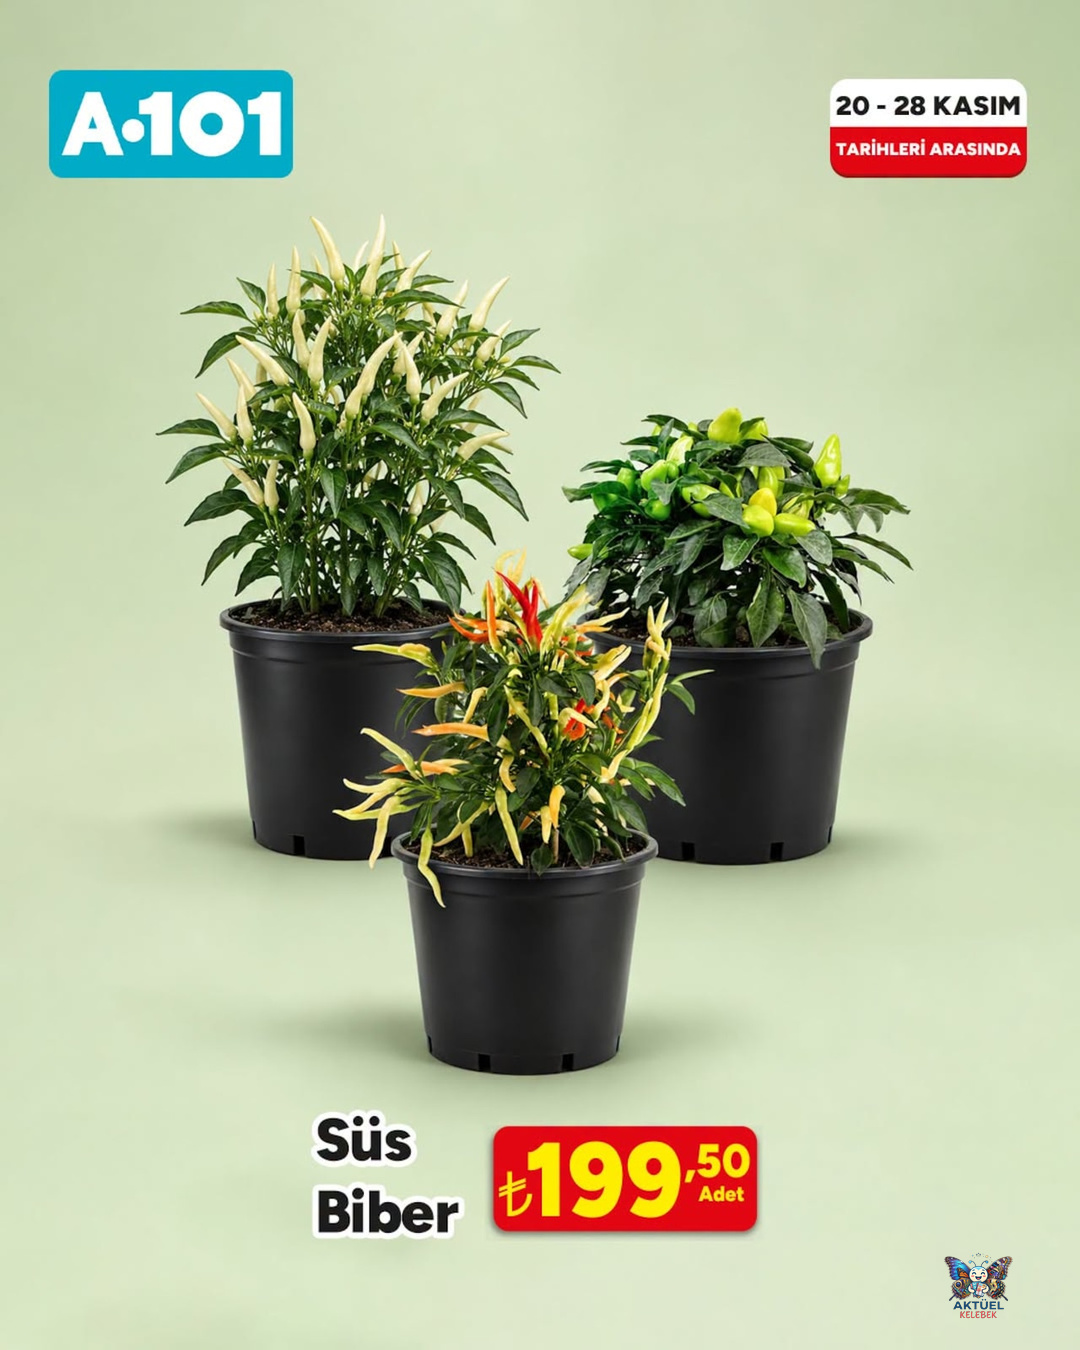 A101
20 - 28 KASIM
TARİHLERİ ARASINDA
Süs
Biber
₺199,50
Adet
AKTÜEL
KELEBEK